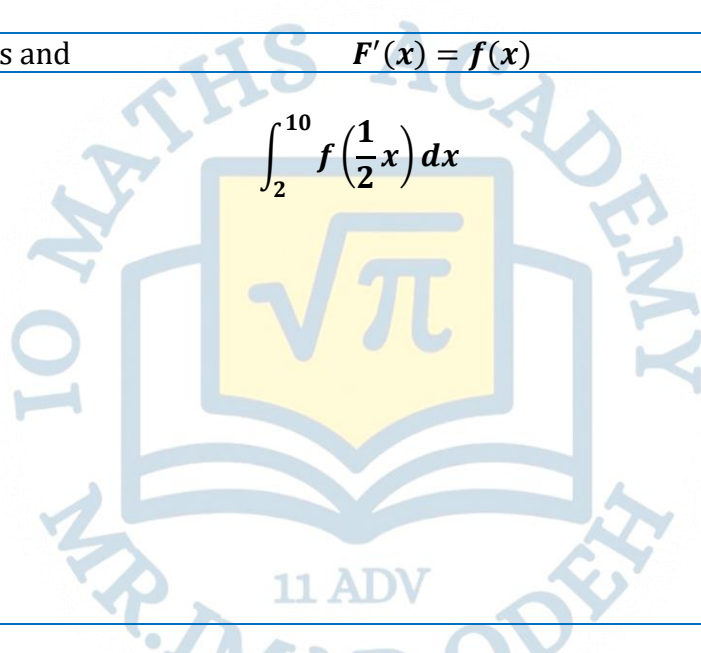 s and F′(x) = f(x)
∫₂¹⁰ f(½x) dx
IO MATHS ACADEMY
√π
11 ADV